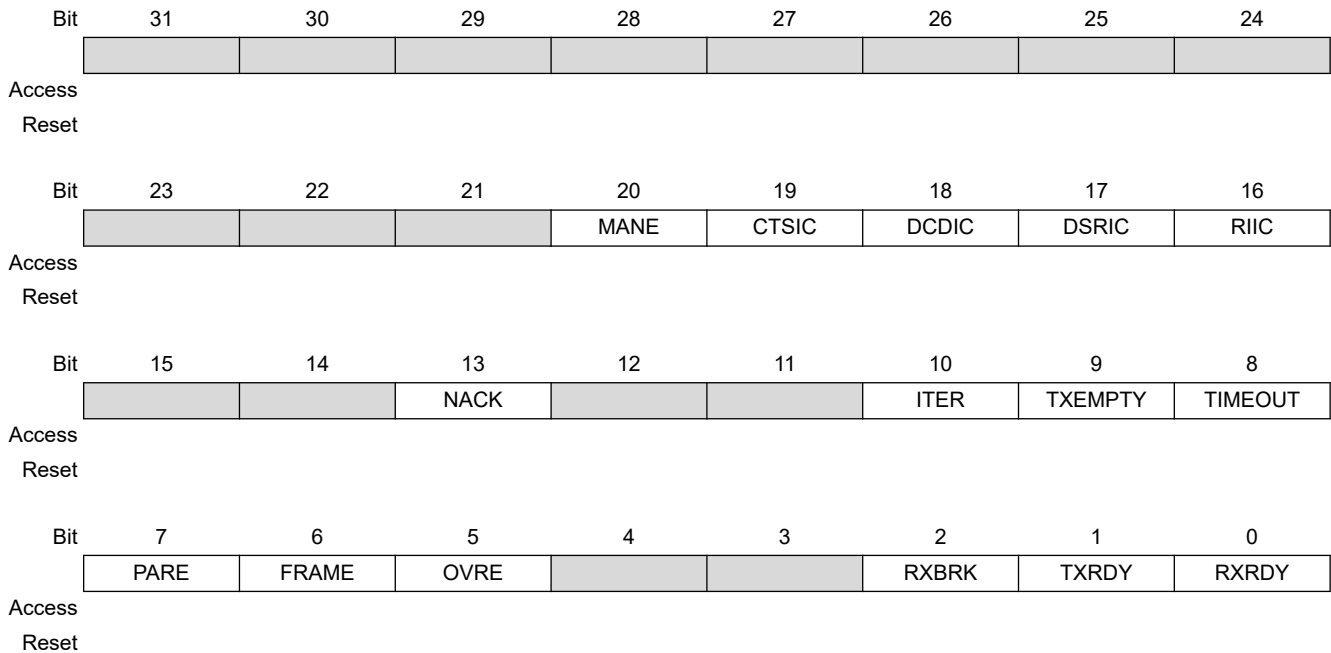 Bit 31 30 29 28 27 26 25 24
Access
Reset
Bit 23 22 21 20 19 18 17 16
MANE CTSIC DCDIC DSRIC RIIC
Access
Reset
Bit 15 14 13 12 11 10 9 8
NACK ITER TXEMPTY TIMEOUT
Access
Reset
Bit 7 6 5 4 3 2 1 0
PARE FRAME OVRE RXBRK TXRDY RXRDY
Access
Reset